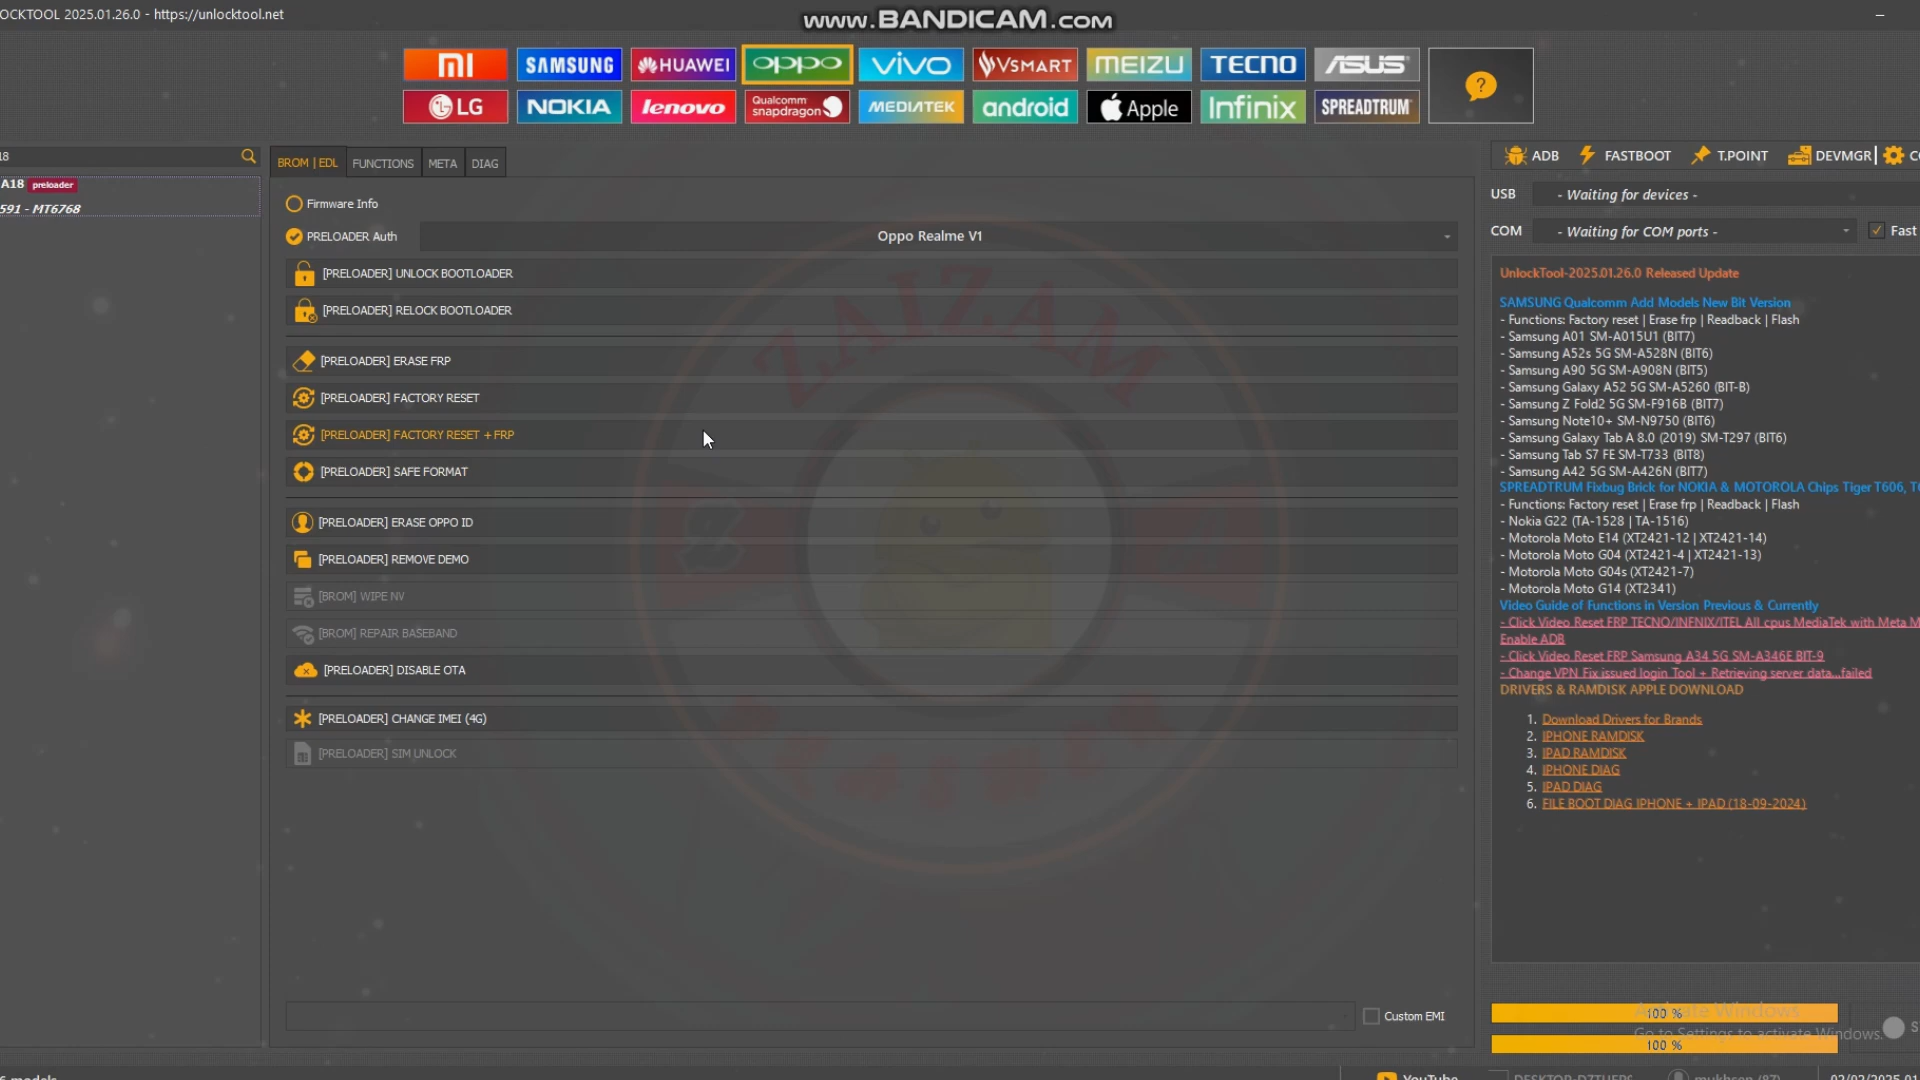 OCKTOOL 2025.01.26.0 - https://unlocktool.net
www.BANDICAM.com
MI
SAMSUNG
HUAWEI
oppo
vivo
VSMART
MEIZU
TECNO
ASUS
?
LG
NOKIA
lenovo
Qualcomm snapdragon
MEDIATEK
android
Apple
Infinix
SPREADTRUM
18
A18 preloader
591 - MT6768
BROM | EDL
FUNCTIONS
META
DIAG
Firmware Info
PRELOADER Auth
Oppo Realme V1
[PRELOADER] UNLOCK BOOTLOADER
[PRELOADER] RELOCK BOOTLOADER
[PRELOADER] ERASE FRP
[PRELOADER] FACTORY RESET
[PRELOADER] FACTORY RESET + FRP
[PRELOADER] SAFE FORMAT
[PRELOADER] ERASE OPPO ID
[PRELOADER] REMOVE DEMO
[BROM] WIPE NV
[BROM] REPAIR BASEBAND
[PRELOADER] DISABLE OTA
[PRELOADER] CHANGE IMEI (4G)
[PRELOADER] SIM UNLOCK
ZAIZAM
Custom EMI
ADB
FASTBOOT
T.POINT
DEVMGR
CO
USB
- Waiting for devices -
COM
- Waiting for COM ports -
Fast
UnlockTool-2025.01.26.0 Released Update
SAMSUNG Qualcomm Add Models New Bit Version
- Functions: Factory reset | Erase frp | Readback | Flash
- Samsung A01 SM-A015U1 (BIT7)
- Samsung A52s 5G SM-A528N (BIT6)
- Samsung A90 5G SM-A908N (BIT5)
- Samsung Galaxy A52 5G SM-A5260 (BIT-B)
- Samsung Z Fold2 5G SM-F916B (BIT7)
- Samsung Note10+ SM-N9750 (BIT6)
- Samsung Galaxy Tab A 8.0 (2019) SM-T297 (BIT6)
- Samsung Tab S7 FE SM-T733 (BIT8)
- Samsung A42 5G SM-A426N (BIT7)
SPREADTRUM Fixbug Brick for NOKIA & MOTOROLA Chips Tiger T606, T6
- Functions: Factory reset | Erase frp | Readback | Flash
- Nokia G22 (TA-1528 | TA-1516)
- Motorola Moto E14 (XT2421-12 | XT2421-14)
- Motorola Moto G04 (XT2421-4 | XT2421-13)
- Motorola Moto G04s (XT2421-7)
- Motorola Moto G14 (XT2341)
Video Guide of Functions in Version Previous & Currently
- Click Video Reset FRP TECNO/INFNIX/ITEL All cpus MediaTek with Meta M
Enable ADB
- Click Video Reset FRP Samsung A34 5G SM-A346E BIT-9
- Change VPN Fix issued login Tool + Retrieving server data...failed
DRIVERS & RAMDISK APPLE DOWNLOAD
1. Download Drivers for Brands
2. IPHONE RAMDISK
3. IPAD RAMDISK
4. IPHONE DIAG
5. IPAD DIAG
6. FILE BOOT DIAG IPHONE + IPAD (18-09-2024)
100 %
Activate Windows
Go to Settings to activate Windows.
S
100 %
6 models
YouTube
mukhsen (87)